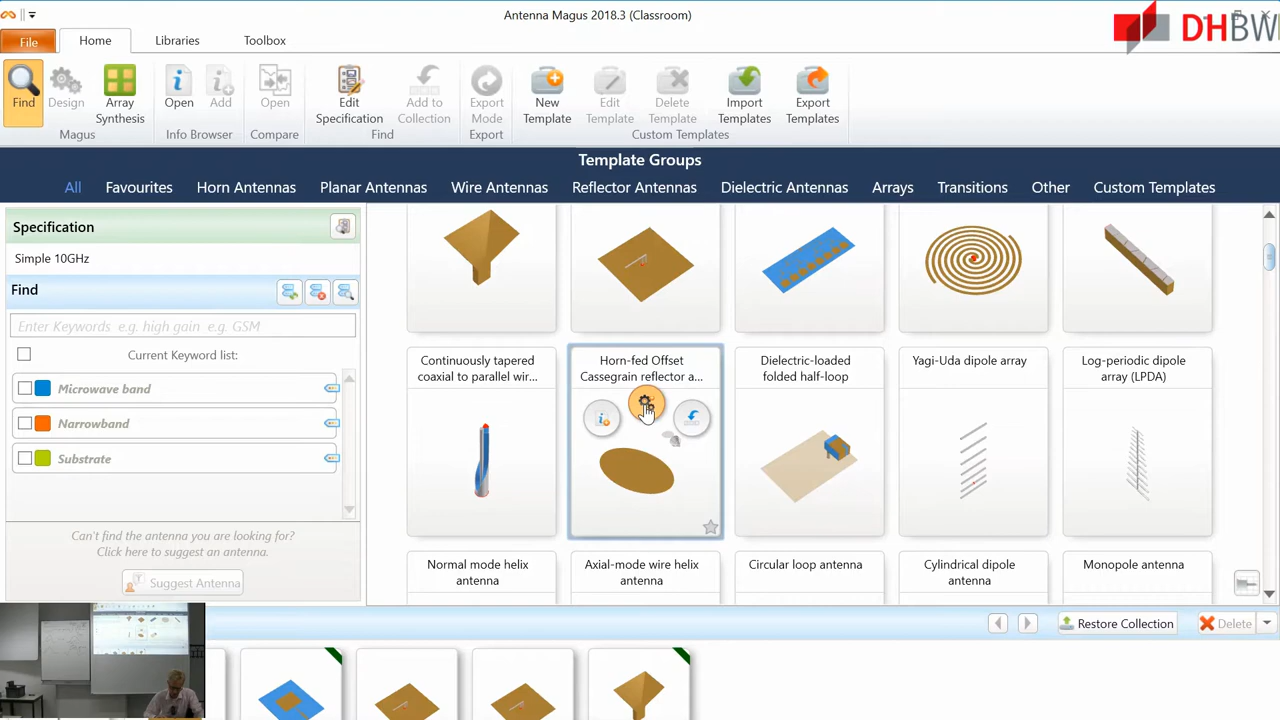 Antenna Magus 2018.3 (Classroom)
DHBW
File
Home
Libraries
Toolbox
Find
Design
Array Synthesis
Magus
Open
Add
Info Browser
Open
Compare
Edit Specification
Add to Collection
Find
Export Mode
Export
New Template
Edit Template
Delete Template
Import Templates
Export Templates
Custom Templates
Template Groups
All
Favourites
Horn Antennas
Planar Antennas
Wire Antennas
Reflector Antennas
Dielectric Antennas
Arrays
Transitions
Other
Custom Templates
Specification
Simple 10GHz
Find
Enter Keywords e.g. high gain e.g. GSM
Current Keyword list:
Microwave band
Narrowband
Substrate
Can't find the antenna you are looking for?
Click here to suggest an antenna.
Suggest Antenna
Continuously tapered
coaxial to parallel wir...
Horn-fed Offset
Cassegrain reflector a...
Dielectric-loaded
folded half-loop
Yagi-Uda dipole array
Log-periodic dipole
array (LPDA)
Normal mode helix
antenna
Axial-mode wire helix
antenna
Circular loop antenna
Cylindrical dipole
antenna
Monopole antenna
Restore Collection
Delete